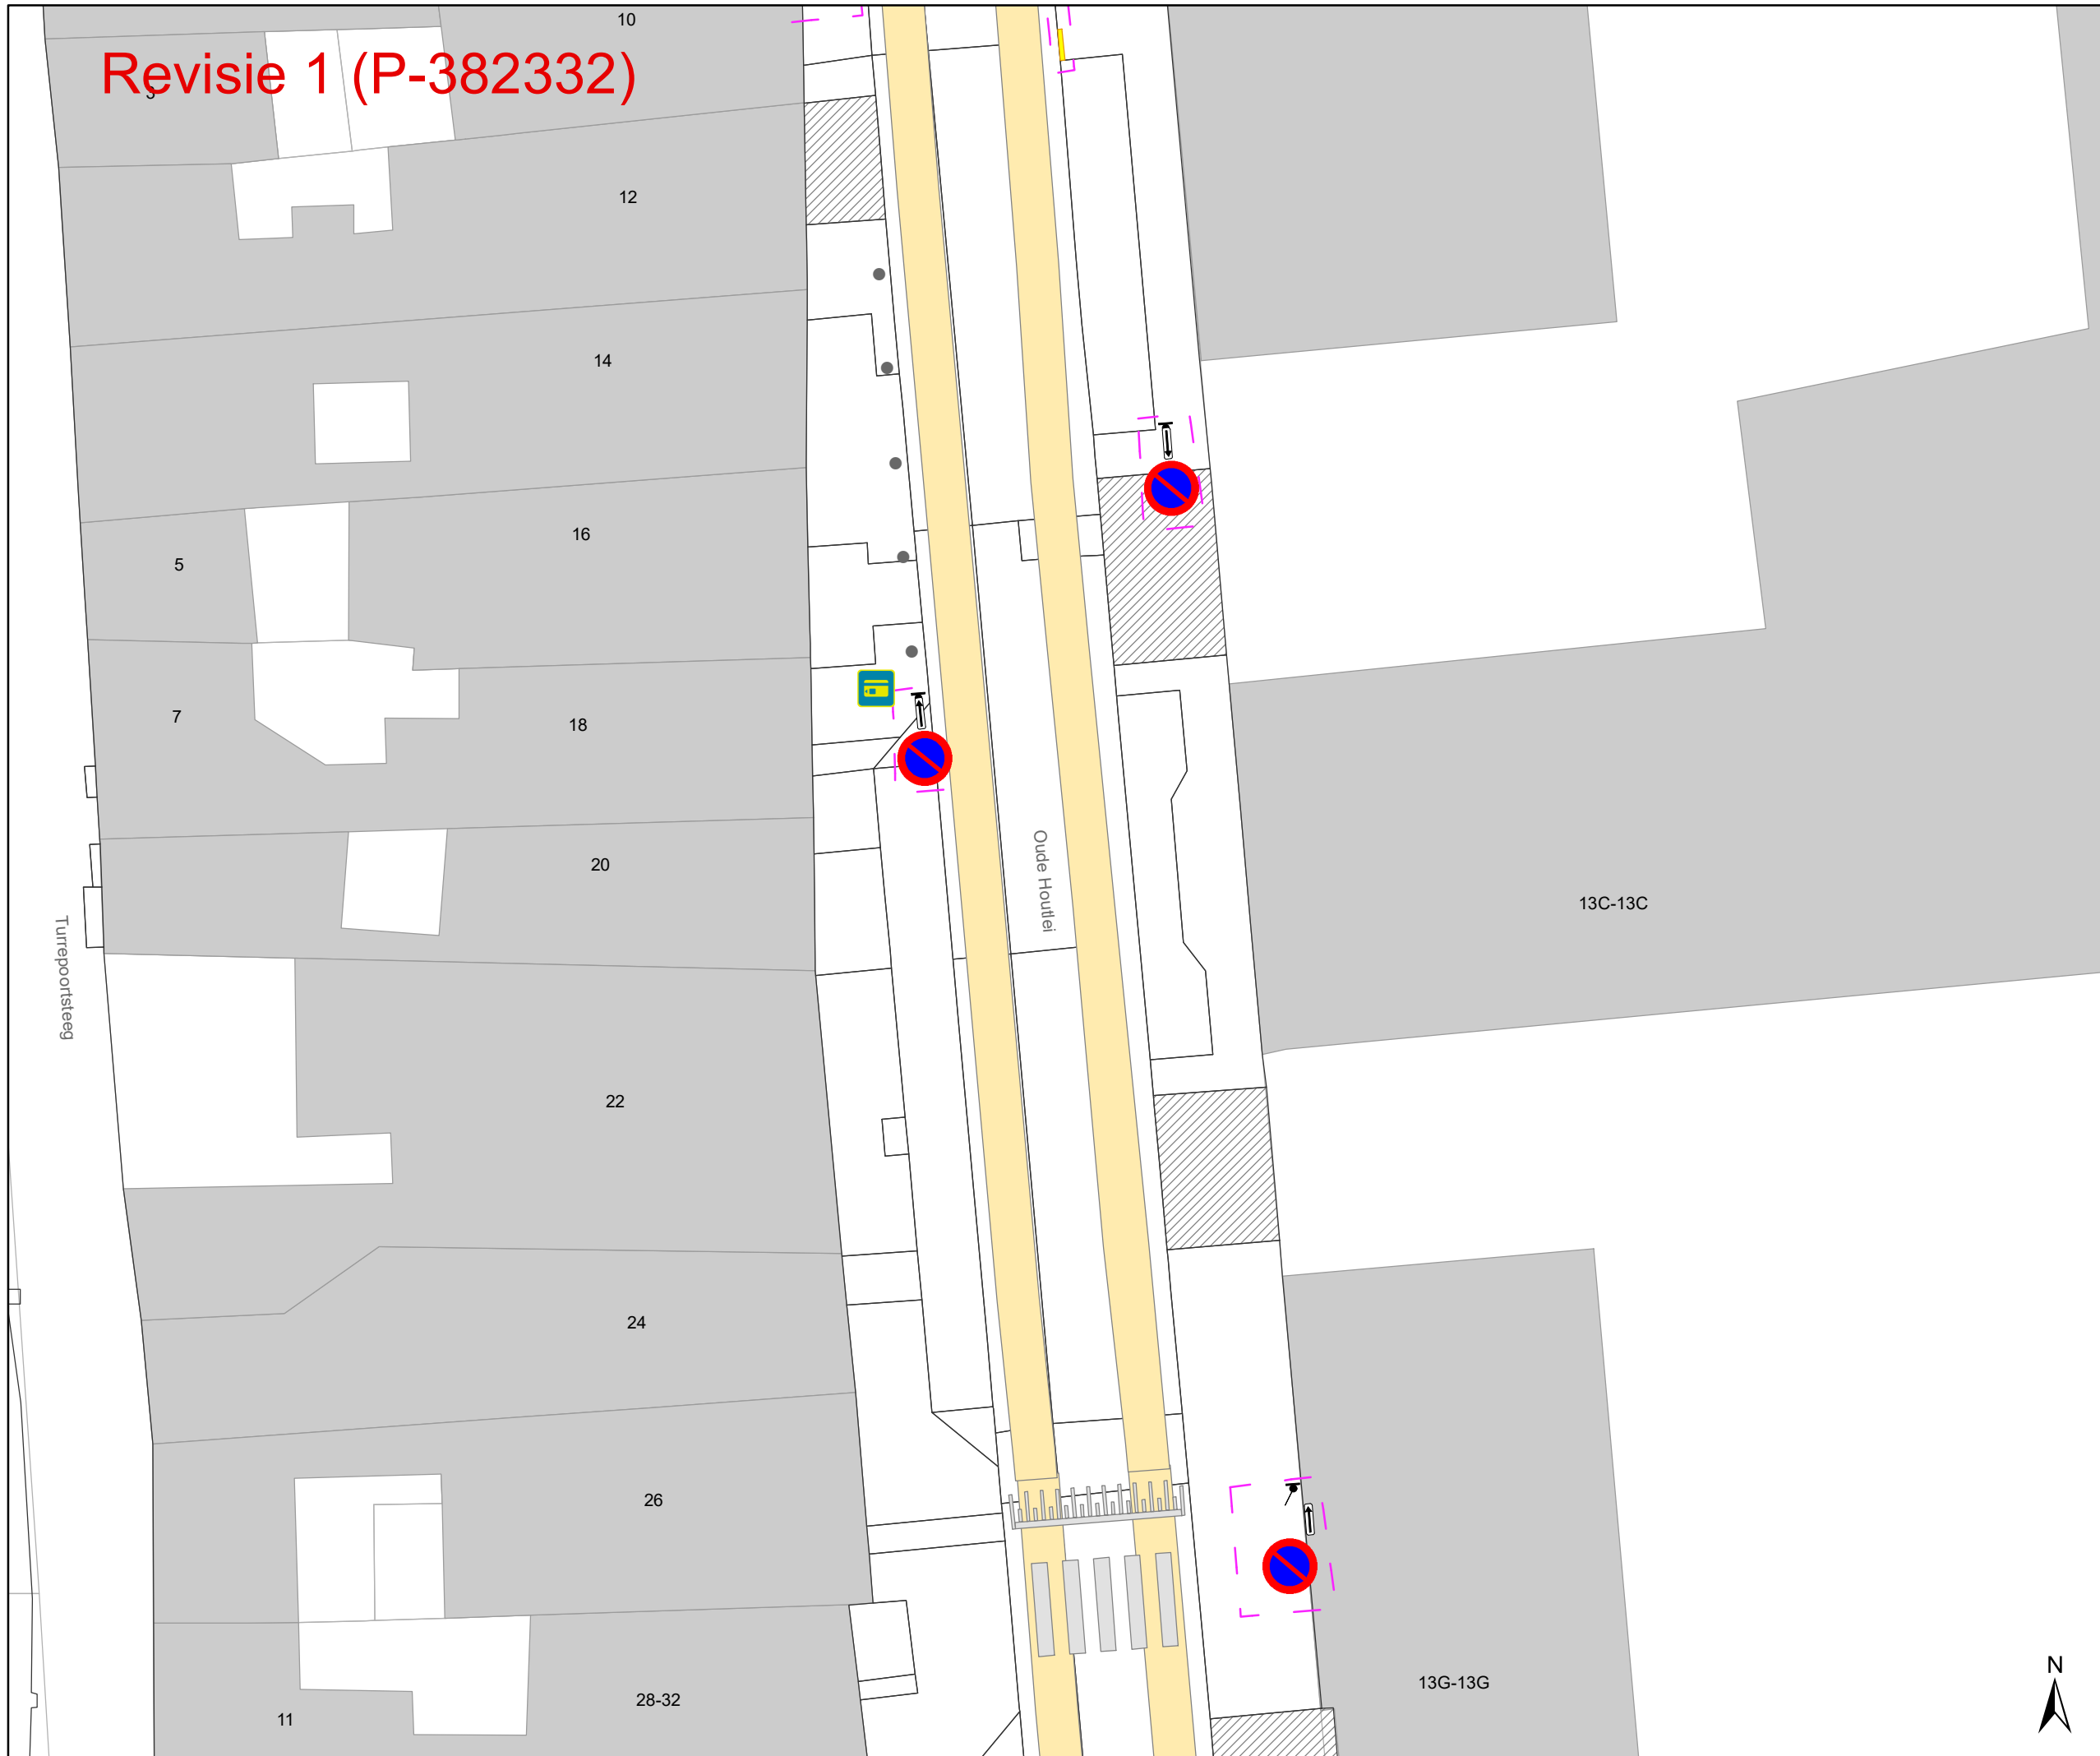 10
Revisie 1 (P-382332)
3
12
14
16
5
7
18
20
Oude Houtlei
13C-13C
Turrepoortsteeg
22
24
26
28-32
11
13G-13G
N